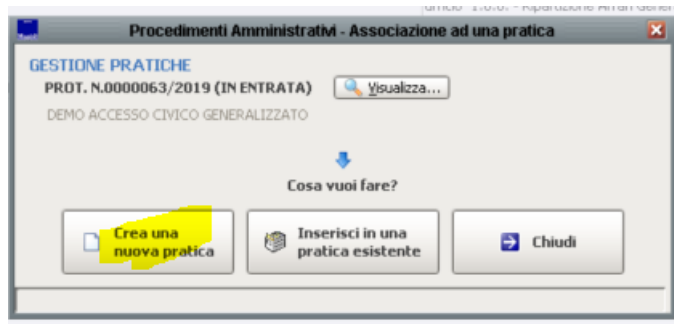 Procedimenti Amministrativi - Associazione ad una pratica
GESTIONE PRATICHE
PROT. N.0000063/2019 (IN ENTRATA) Visualizza...
DEMO ACCESSO CIVICO GENERALIZZATO
Cosa vuoi fare?
Crea una
nuova pratica
Inserisci in una
pratica esistente
Chiudi